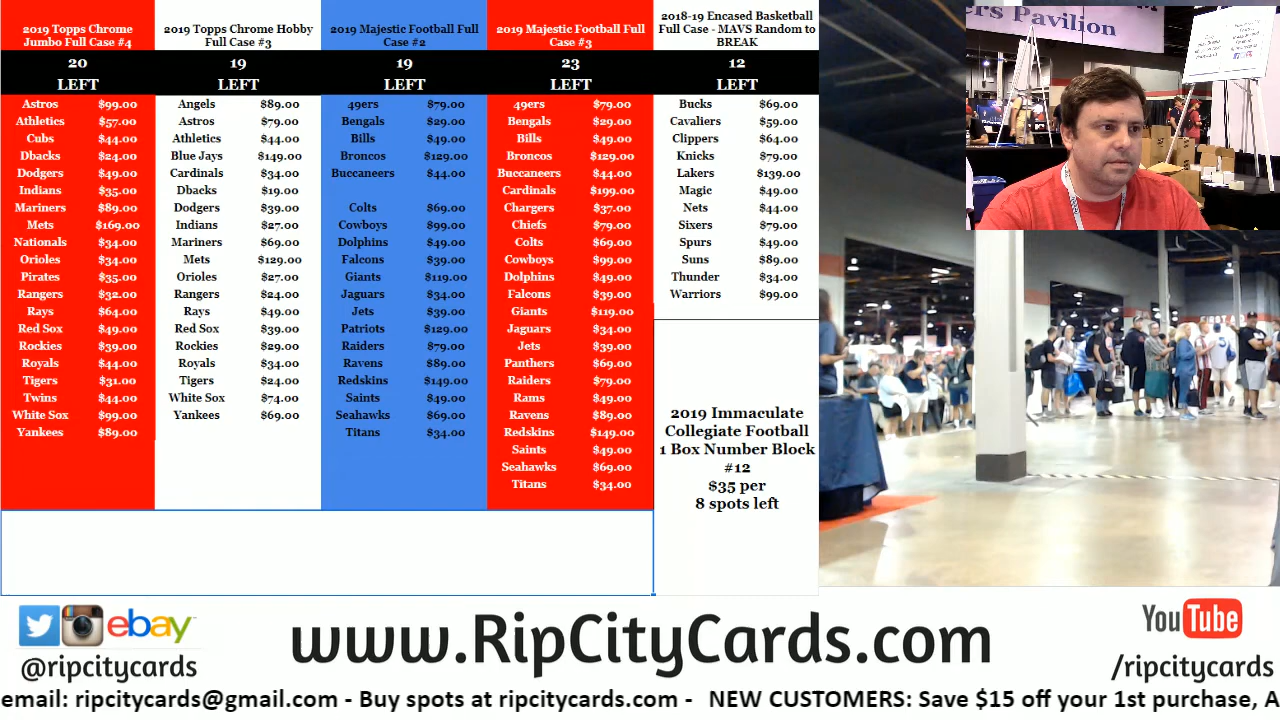 2019 Topps Chrome
Jumbo Full Case #4
20
LEFT
Astros $99.00
Athletics $57.00
Cubs $44.00
Dbacks $24.00
Dodgers $49.00
Indians $35.00
Mariners $89.00
Mets $169.00
Nationals $34.00
Orioles $34.00
Pirates $35.00
Rangers $32.00
Rays $64.00
Red Sox $49.00
Rockies $39.00
Royals $44.00
Tigers $31.00
Twins $44.00
White Sox $99.00
Yankees $89.00
2019 Topps Chrome Hobby
Full Case #3
19
LEFT
Angels $89.00
Astros $79.00
Athletics $44.00
Blue Jays $149.00
Cardinals $34.00
Dbacks $19.00
Dodgers $39.00
Indians $27.00
Mariners $69.00
Mets $129.00
Orioles $27.00
Rangers $24.00
Rays $49.00
Red Sox $39.00
Rockies $29.00
Royals $34.00
Tigers $24.00
White Sox $74.00
Yankees $69.00
2019 Majestic Football Full
Case #2
19
LEFT
49ers $79.00
Bengals $29.00
Bills $49.00
Broncos $129.00
Buccaneers $44.00
Colts $69.00
Cowboys $99.00
Dolphins $49.00
Falcons $39.00
Giants $119.00
Jaguars $34.00
Jets $39.00
Patriots $129.00
Raiders $79.00
Ravens $89.00
Redskins $149.00
Saints $49.00
Seahawks $69.00
Titans $34.00
2019 Majestic Football Full
Case #3
23
LEFT
49ers $79.00
Bengals $29.00
Bills $49.00
Broncos $129.00
Buccaneers $44.00
Cardinals $199.00
Chargers $37.00
Chiefs $79.00
Colts $69.00
Cowboys $99.00
Dolphins $49.00
Falcons $39.00
Giants $119.00
Jaguars $34.00
Jets $39.00
Panthers $69.00
Raiders $79.00
Rams $49.00
Ravens $89.00
Redskins $149.00
Saints $49.00
Seahawks $69.00
Titans $34.00
2018-19 Encased Basketball
Full Case - MAVS Random to
BREAK
12
LEFT
Bucks $69.00
Cavaliers $59.00
Clippers $64.00
Knicks $79.00
Lakers $139.00
Magic $49.00
Nets $44.00
Sixers $79.00
Spurs $49.00
Suns $89.00
Thunder $34.00
Warriors $99.00
2019 Immaculate
Collegiate Football
1 Box Number Block
#12
$35 per
8 spots left
ers Pavilion
ebay
@ripcitycards
www.RipCityCards.com
YouTube
/ripcitycards
email: ripcitycards@gmail.com - Buy spots at ripcitycards.com - NEW CUSTOMERS: Save $15 off your 1st purchase, A